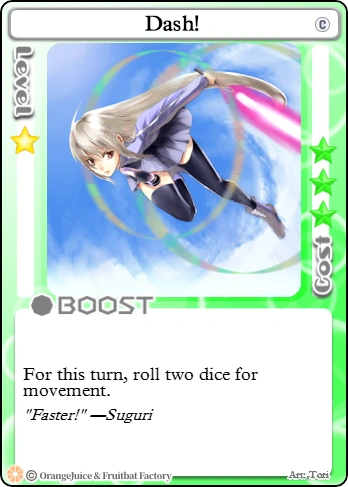 Dash!
C
Level
Cost
BOOST
For this turn, roll two dice for
movement.
"Faster!" —Suguri
© OrangeJuice & Fruitbat Factory
Art: Tori